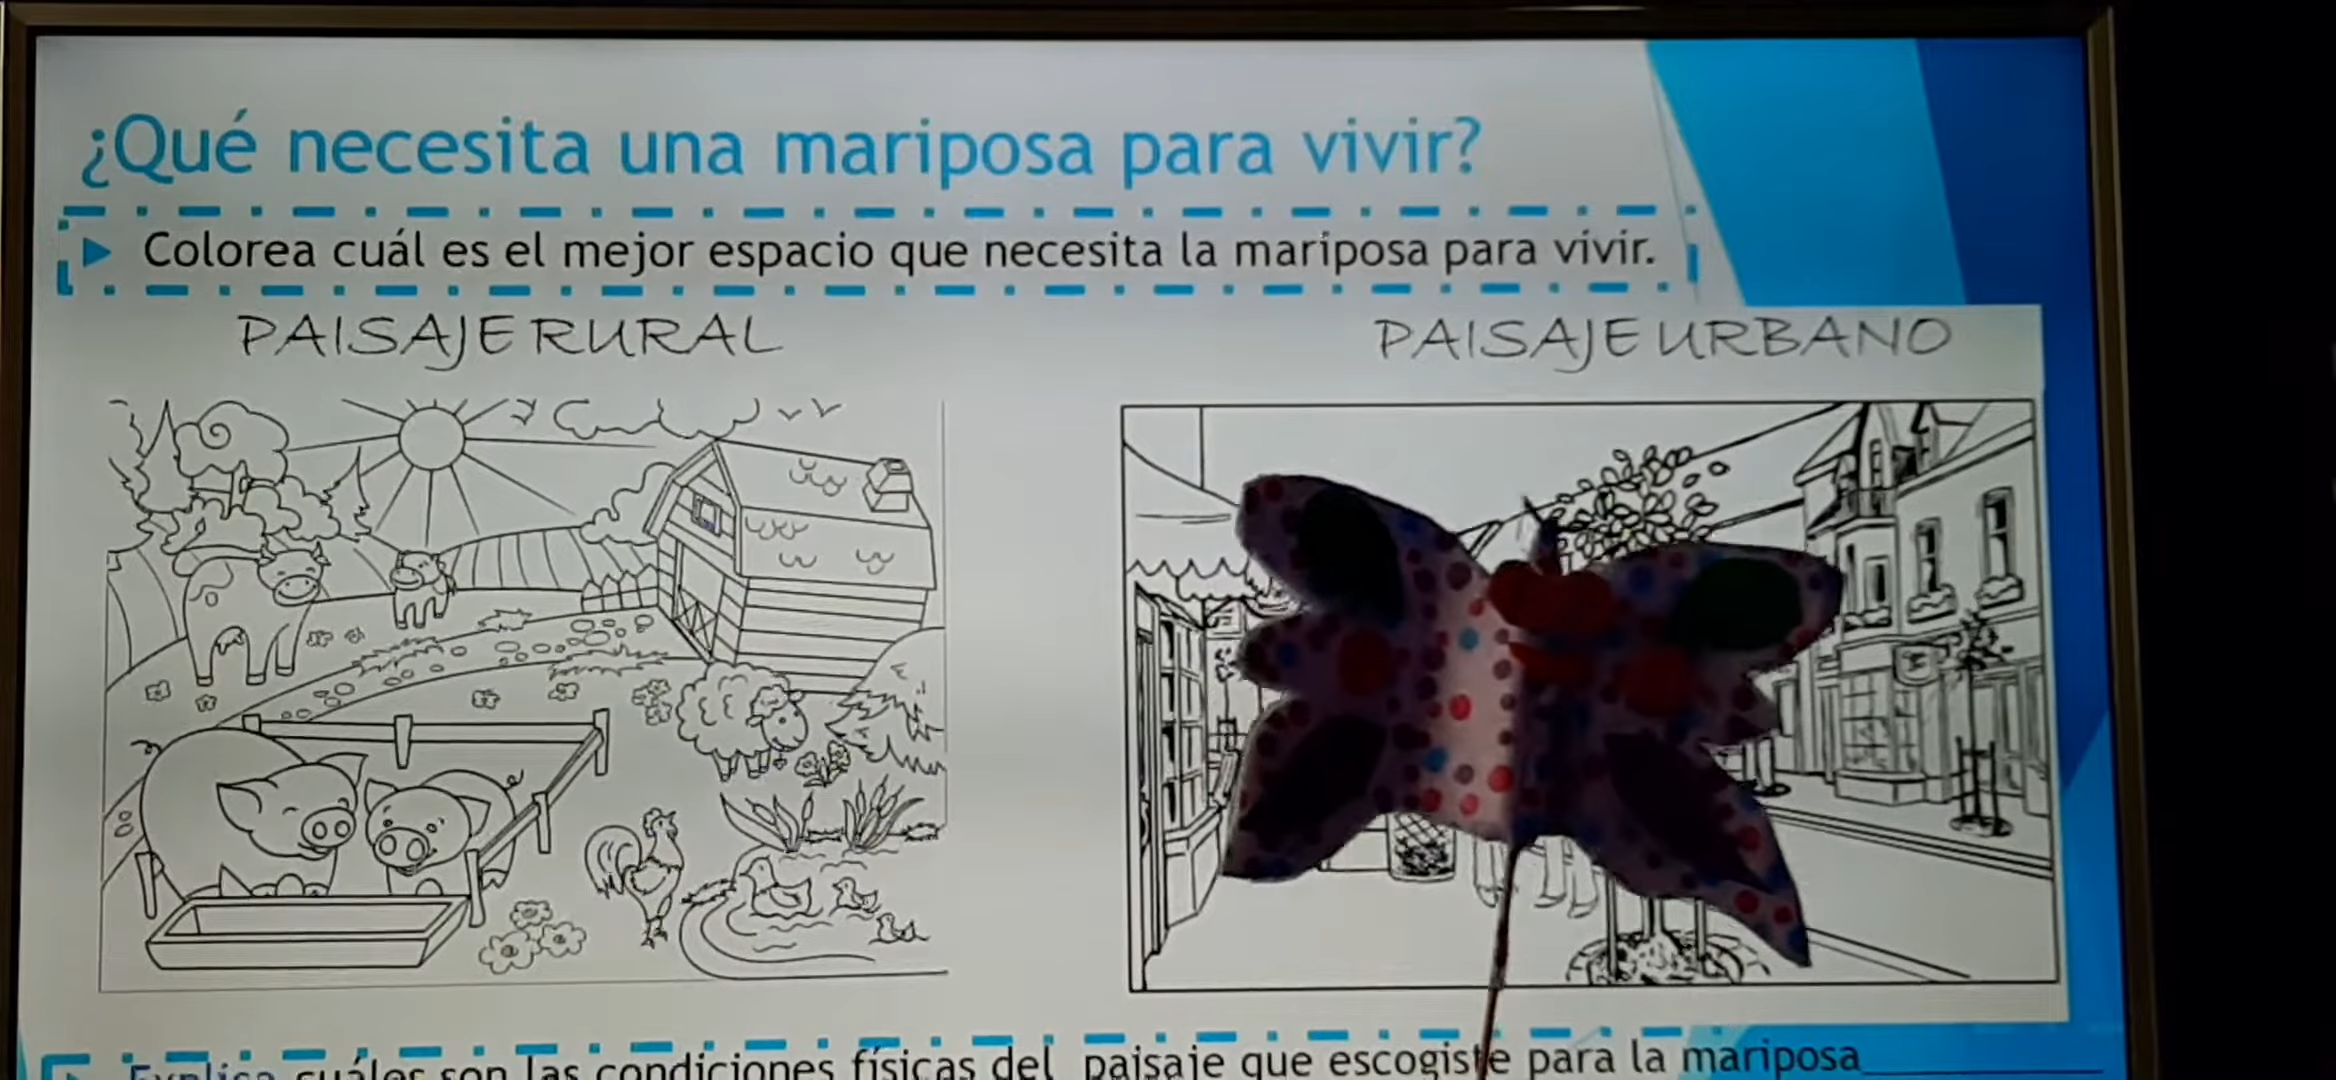 ¿Qué necesita una mariposa para vivir?
Colorea cuál es el mejor espacio que necesita la mariposa para vivir.
PAISAJE RURAL
PAISAJE URBANO
Explica cuáles son las condiciones físicas del paisaje que escogiste para la mariposa